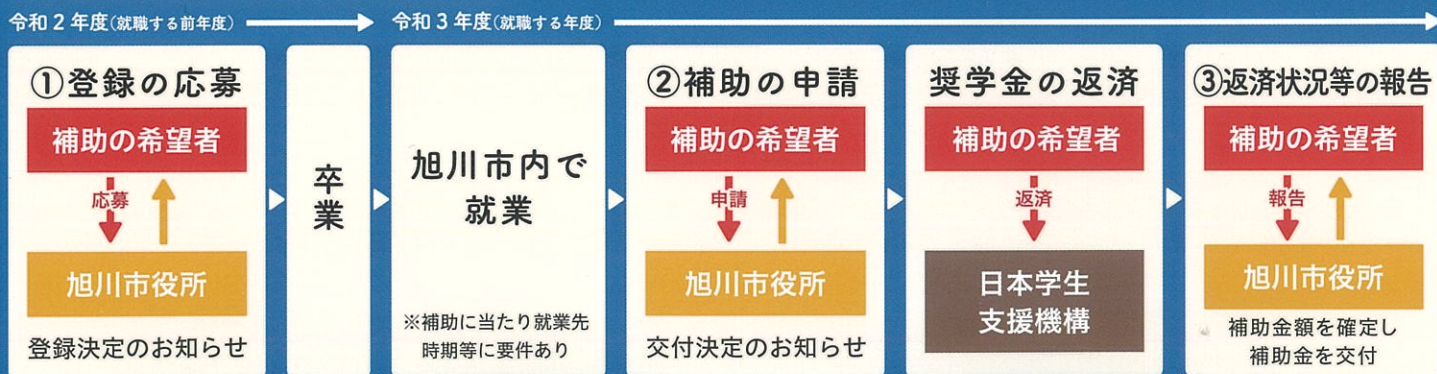 令和2年度(就職する前年度)
令和3年度(就職する年度)
①登録の応募
補助の希望者
応募
旭川市役所
登録決定のお知らせ
卒業
旭川市内で
就業
※補助に当たり就業先
時期等に要件あり
②補助の申請
補助の希望者
申請
旭川市役所
交付決定のお知らせ
奨学金の返済
補助の希望者
返済
日本学生
支援機構
③返済状況等の報告
補助の希望者
報告
旭川市役所
補助金額を確定し
補助金を交付